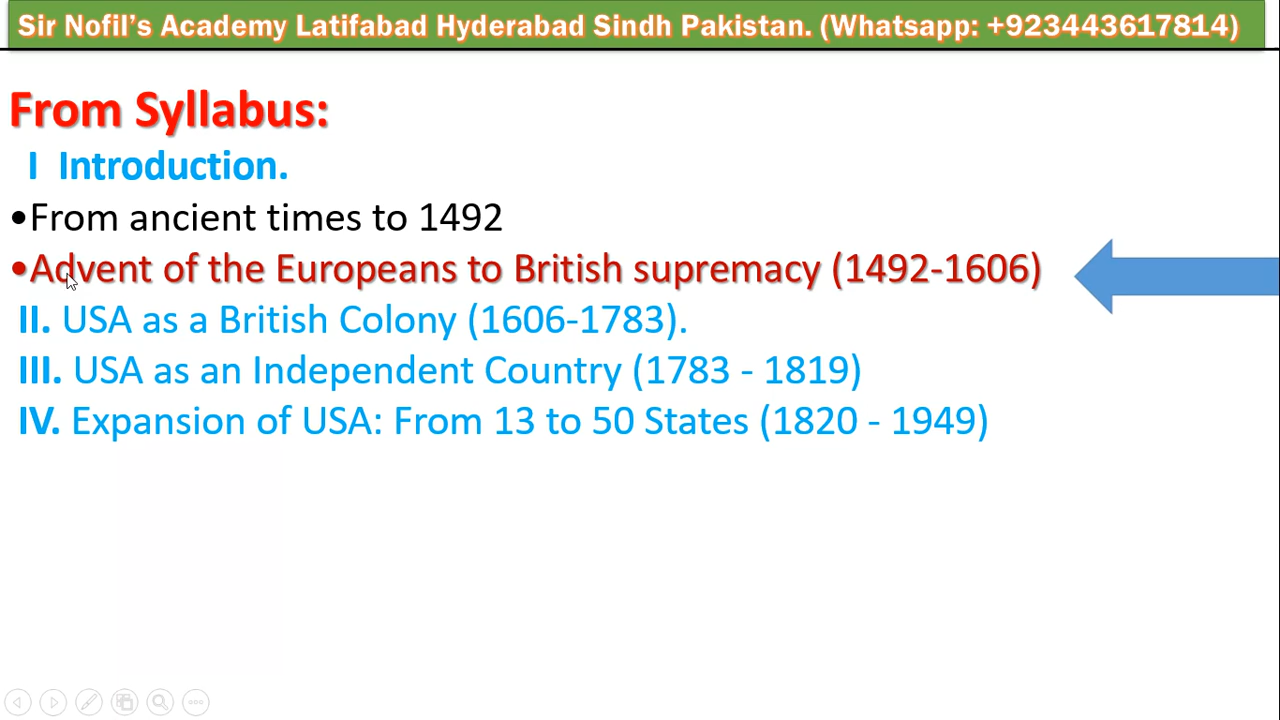 Sir Nofil's Academy Latifabad Hyderabad Sindh Pakistan. (Whatsapp: +923443617814)
From Syllabus:
I Introduction.
•From ancient times to 1492
•Advent of the Europeans to British supremacy (1492-1606)
II. USA as a British Colony (1606-1783).
III. USA as an Independent Country (1783 - 1819)
IV. Expansion of USA: From 13 to 50 States (1820 - 1949)